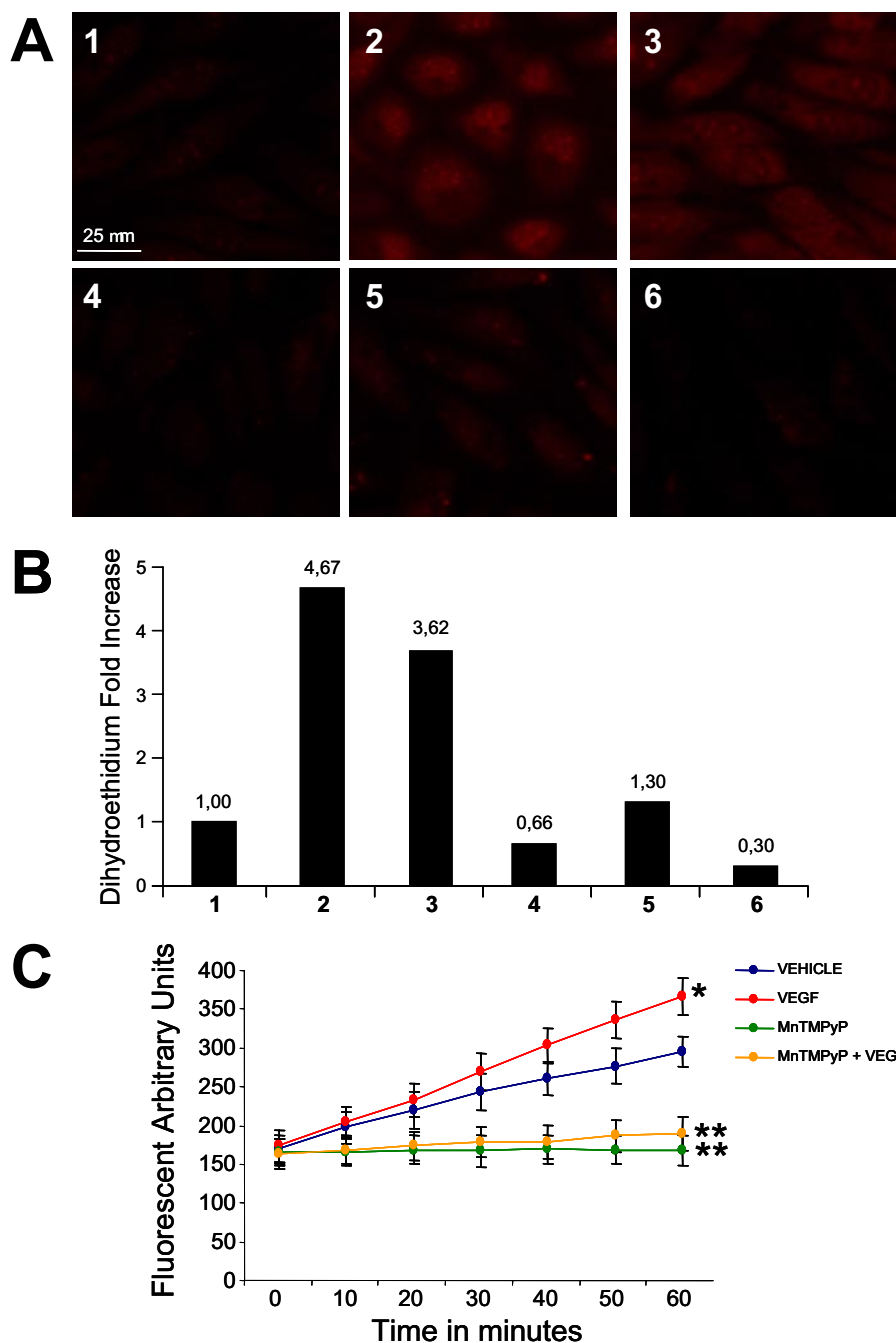 A
1
2
3
25 mm
4
5
6
B
Dihydroethidium Fold Increase
5
4
3
2
1
0
1,00
4,67
3,62
0,66
1,30
0,30
1 2 3 4 5 6
C
Fluorescent Arbitrary Units
400
350
300
250
200
150
100
50
0
*
**
**
VEHICLE
VEGF
MnTMPyP
MnTMPyP + VEG
0 10 20 30 40 50 60
Time in minutes